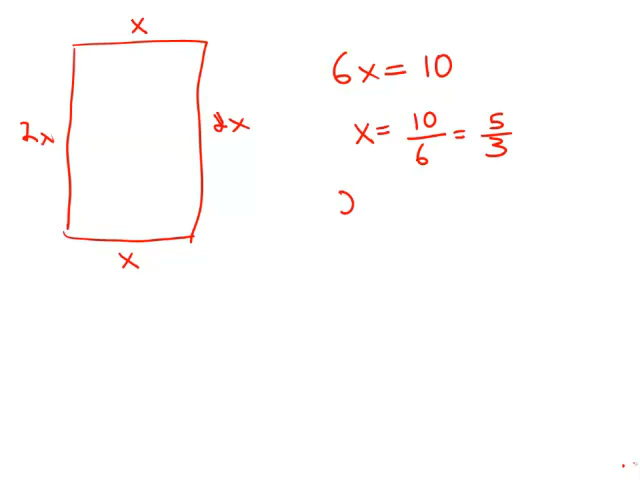 x
2x
2x
x
6x = 10
x = 10/6 = 5/3